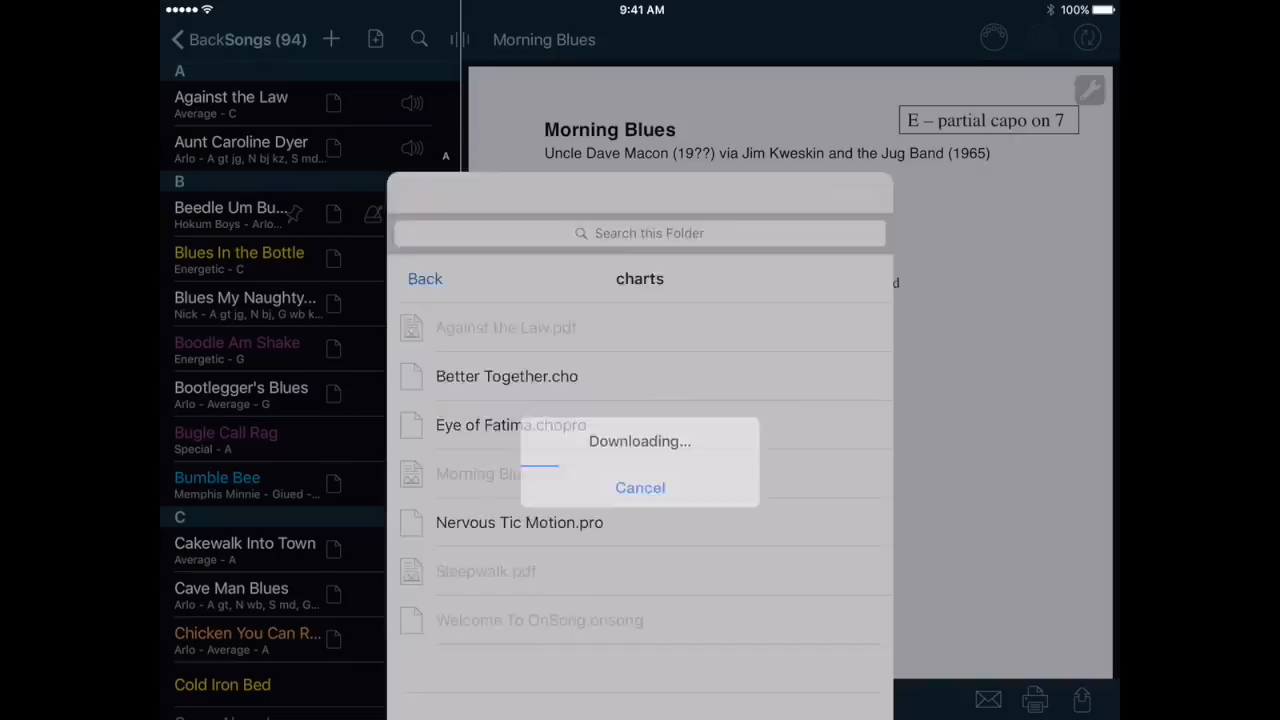 9:41 AM
100%
Back
Songs (94)
Morning Blues
A
Against the Law
Average - C
Aunt Caroline Dyer
Arlo - A gt jg, N bj kz, S md...
A
B
Beedle Um Bu...
Hokum Boys - Arlo...
Blues In the Bottle
Energetic - C
Blues My Naughty...
Nick - A gt jg, N bj, G wb k...
Boodle Am Shake
Energetic - G
Bootlegger's Blues
Arlo - Average - G
Bugle Call Rag
Special - A
Bumble Bee
Memphis Minnie - Giued -...
C
Cakewalk Into Town
Average - A
Cave Man Blues
Arlo - A gt, N wb, S md, G...
Chicken You Can R...
Arlo - Average - A
Cold Iron Bed
Morning Blues
E – partial capo on 7
Uncle Dave Macon (19??) via Jim Kweskin and the Jug Band (1965)
d
Search this Folder
Back
charts
Against the Law.pdf
Better Together.cho
Eye of Fatima.chopro
Morning Blu
Nervous Tic Motion.pro
Sleepwalk.pdf
Welcome To OnSong.onsong
Downloading...
Cancel